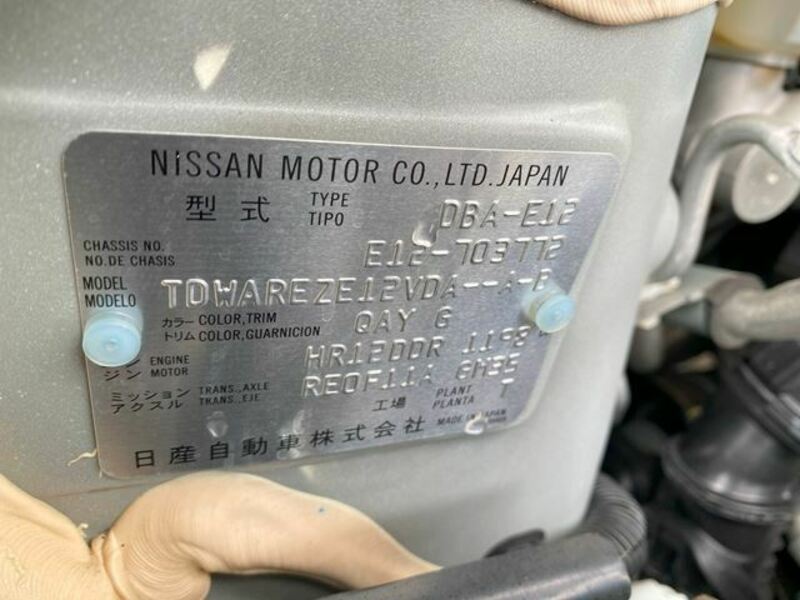 NISSAN MOTOR CO., LTD. JAPAN
型式 TYPE TIPO DBA-E12
CHASSIS NO. NO. DE CHASIS E12-703772
MODEL MODELO TDWAREZE12VDA--A-B
カラー COLOR, TRIM トリム COLOR, GUARNICION QAY G
ジン ENGINE MOTOR HR12DDR 1198
ミッション アクスル TRANS., AXLE TRANS., EJE RE0F11A GH35
工場 PLANT PLANTA T
日産自動車株式会社 MADE IN JAPAN